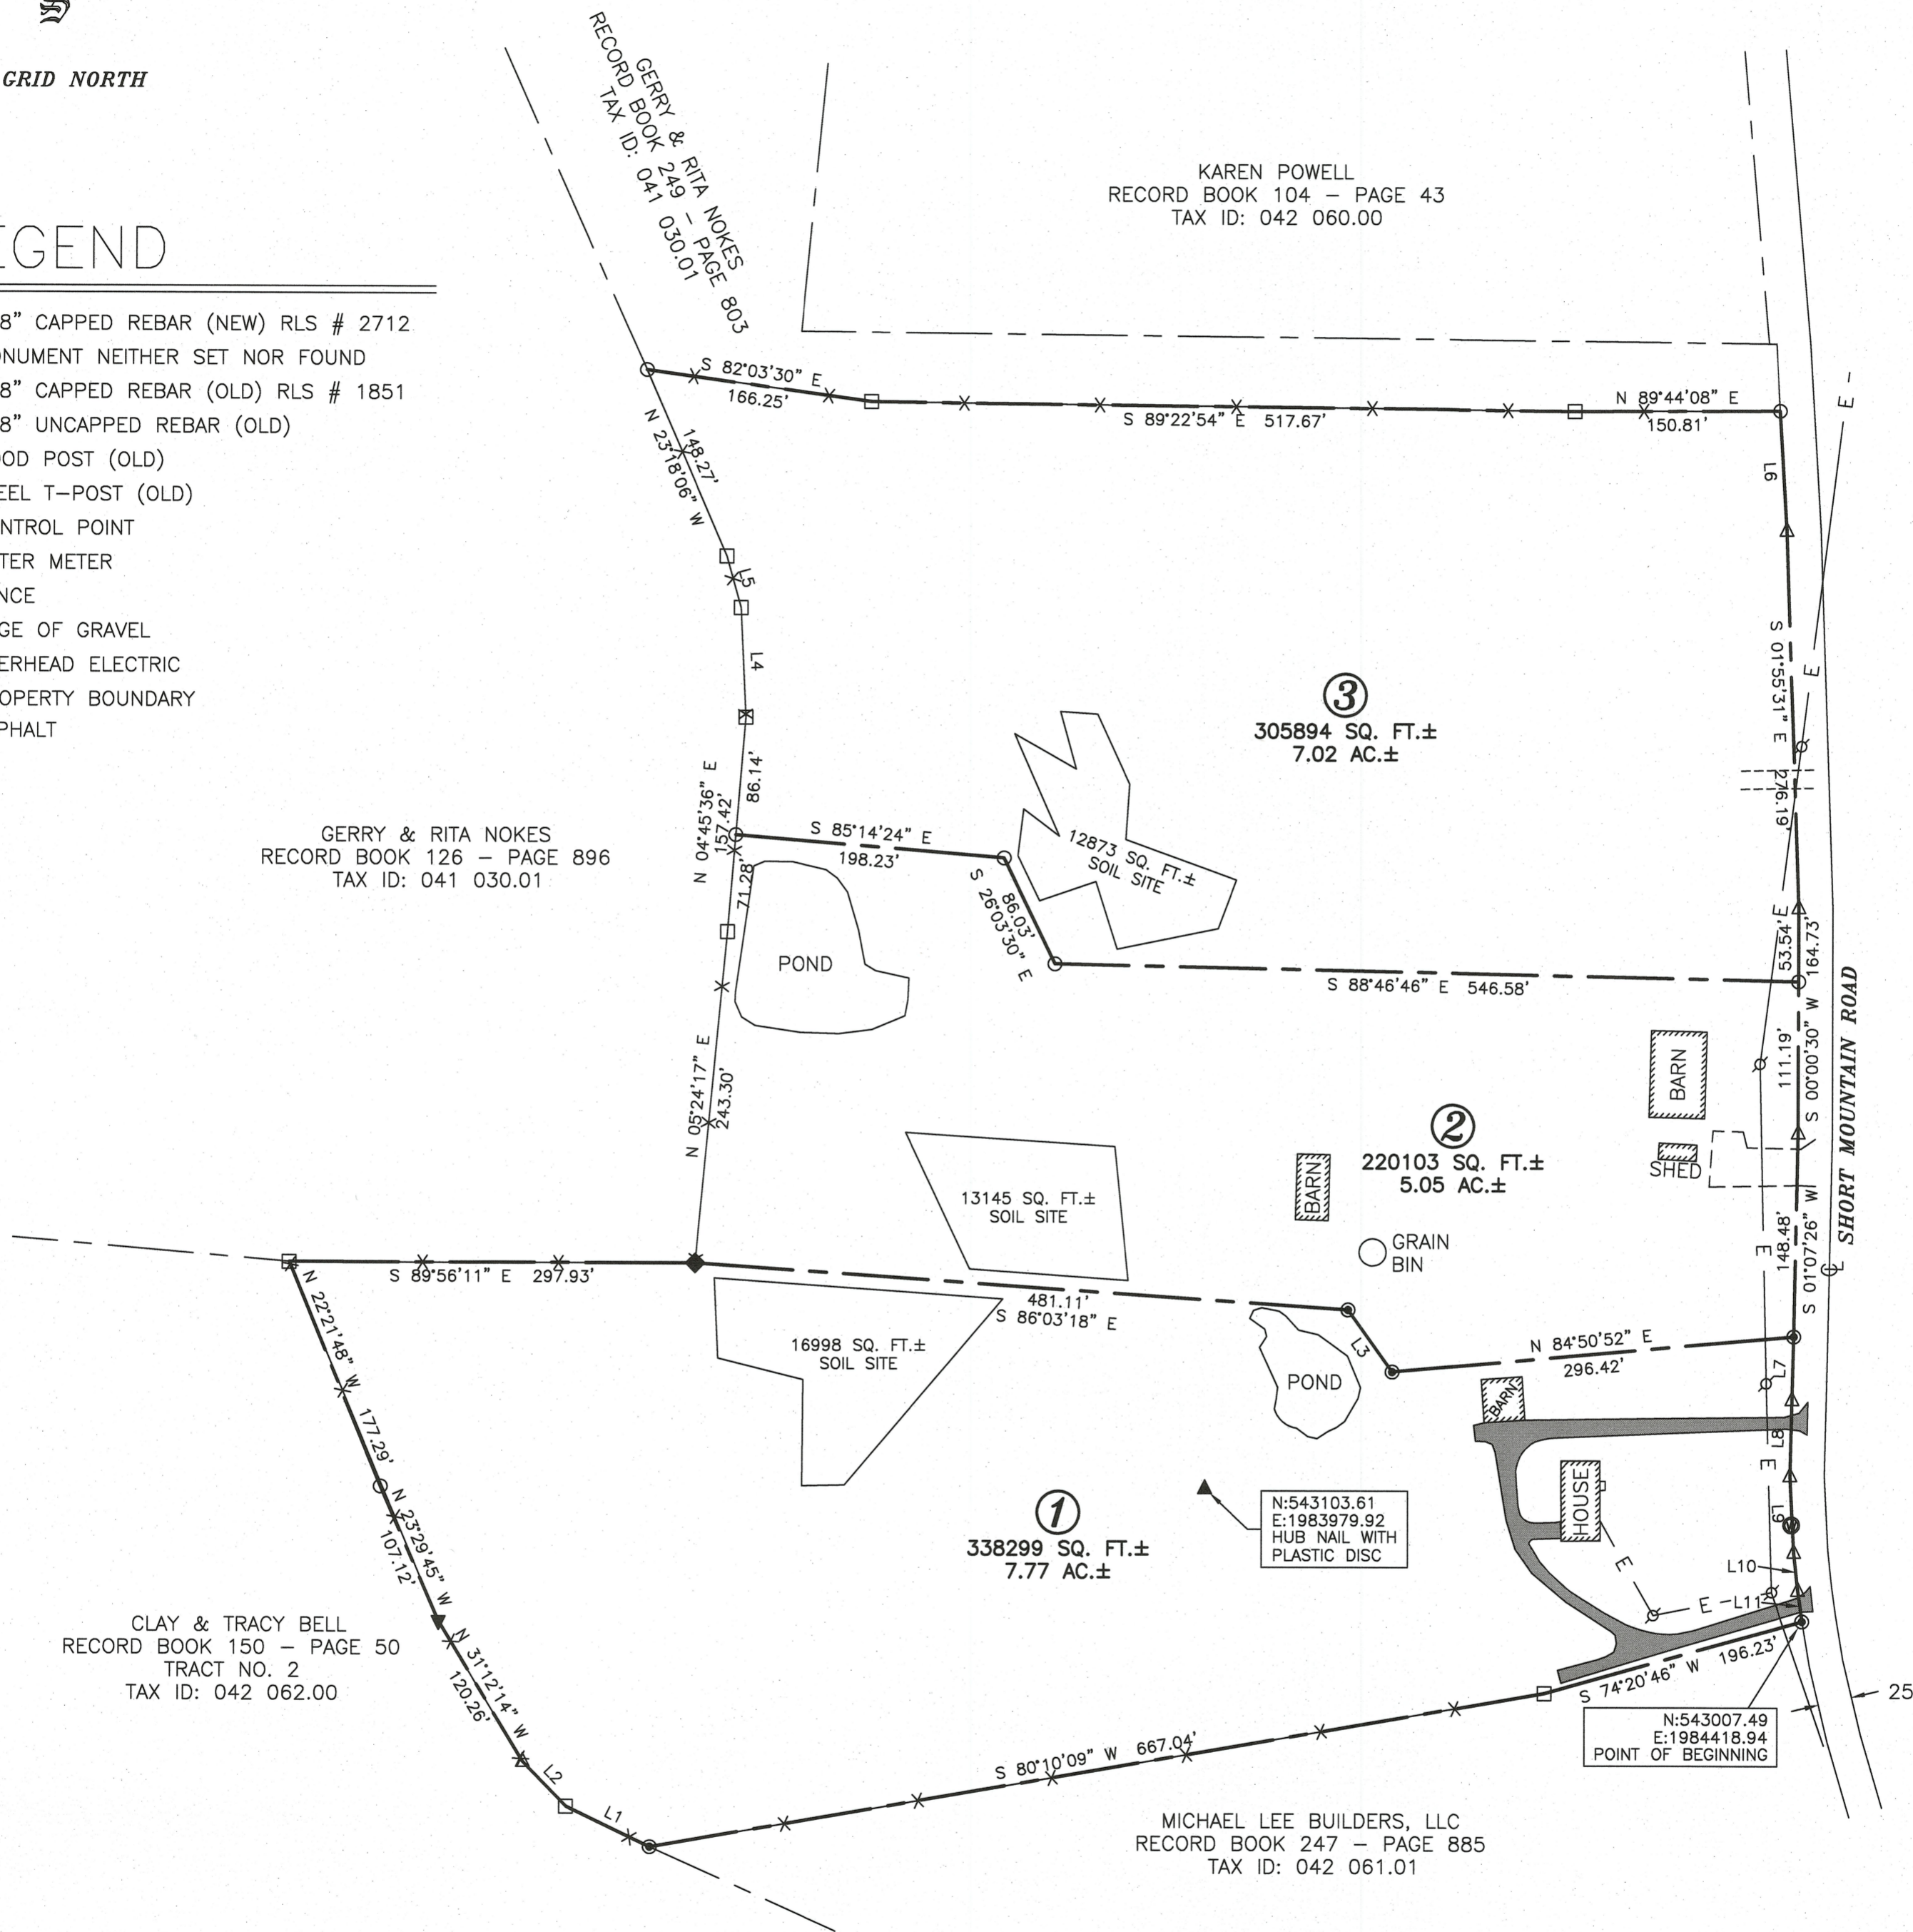 GRID NORTH
EGEND
8" CAPPED REBAR (NEW) RLS # 2712
ONUMENT NEITHER SET NOR FOUND
8" CAPPED REBAR (OLD) RLS # 1851
8" UNCAPPED REBAR (OLD)
OOD POST (OLD)
EEL T-POST (OLD)
NTROL POINT
TER METER
NCE
GE OF GRAVEL
ERHEAD ELECTRIC
OPERTY BOUNDARY
PHALT
GERRY & RITA NOKES
RECORD BOOK 249 - PAGE 803
TAX ID: 041 030.01
KAREN POWELL
RECORD BOOK 104 - PAGE 43
TAX ID: 042 060.00
S 82°03'30" E
166.25'
S 89°22'54" E 517.67'
N 89°44'08" E
150.81'
148.27'
N 23°18'06" W
L5
L4
L6
E
S 01°55'31" E
276.19'
E
3
305894 SQ. FT.±
7.02 AC.±
86.14'
N 04°45'36" E
157.42'
71.28'
GERRY & RITA NOKES
RECORD BOOK 126 - PAGE 896
TAX ID: 041 030.01
S 85°14'24" E
198.23'
86.03'
S 26°03'30" E
12873 SQ. FT.±
SOIL SITE
POND
S 88°46'46" E 546.58'
E
53.54'
164.73'
S 00°00'30" W
111.19'
SHORT MOUNTAIN ROAD
BARN
SHED
N 05°24'17" E
243.30'
2
220103 SQ. FT.±
5.05 AC.±
BARN
GRAIN
BIN
13145 SQ. FT.±
SOIL SITE
E
148.48'
S 01°07'26" W
℄
S 89°56'11" E 297.93'
481.11'
S 86°03'18" E
L3
N 84°50'52" E
296.42'
16998 SQ. FT.±
SOIL SITE
POND
BARN
L7
L8
E
L9
N 22°21'48" W
177.29'
N 23°29'45" W
107.12'
N 31°12'14" W
120.26'
L2
L1
1
338299 SQ. FT.±
7.77 AC.±
N:543103.61
E:1983979.92
HUB NAIL WITH
PLASTIC DISC
HOUSE
W
E
L10
E
L11
CLAY & TRACY BELL
RECORD BOOK 150 - PAGE 50
TRACT NO. 2
TAX ID: 042 062.00
S 74°20'46" W 196.23'
S 80°10'09" W 667.04'
25
N:543007.49
E:1984418.94
POINT OF BEGINNING
MICHAEL LEE BUILDERS, LLC
RECORD BOOK 247 - PAGE 885
TAX ID: 042 061.01